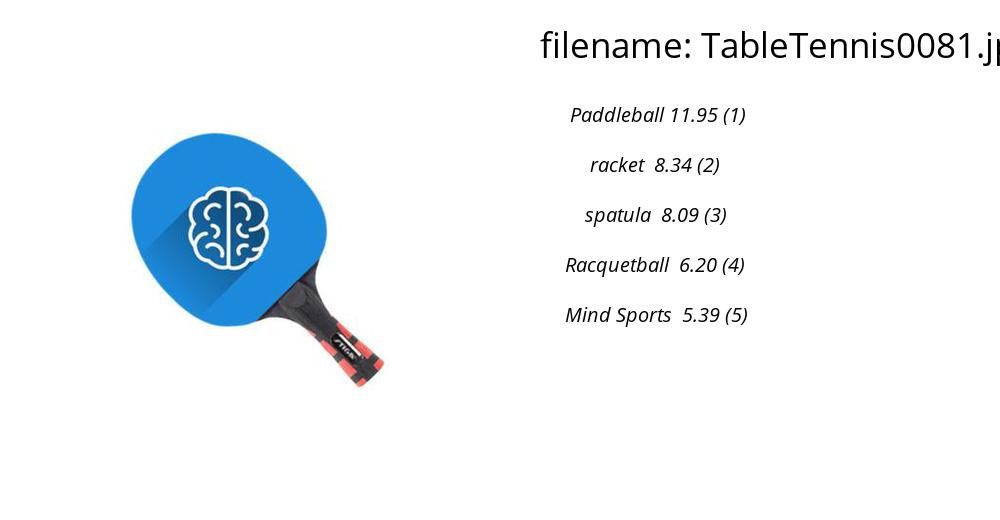 filename: TableTennis0081.jp
Paddleball 11.95 (1)
racket 8.34 (2)
spatula 8.09 (3)
Racquetball 6.20 (4)
Mind Sports 5.39 (5)
STIGA